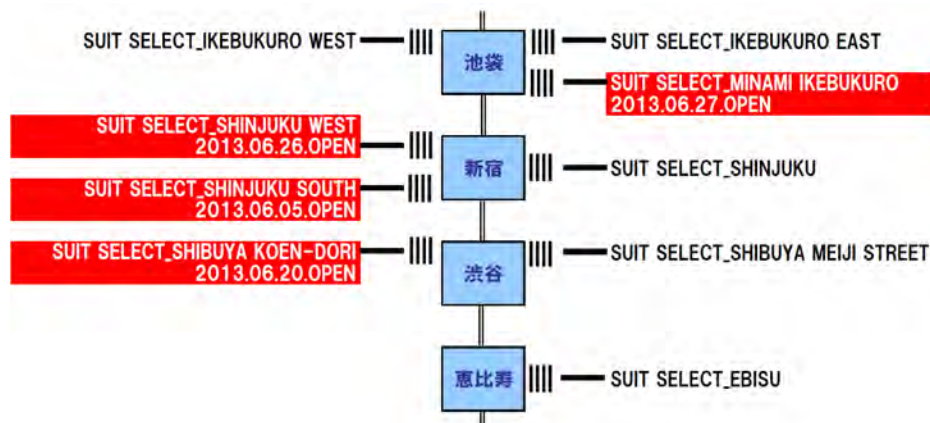 SUIT SELECT_IKEBUKURO WEST
池袋
SUIT SELECT_IKEBUKURO EAST
SUIT SELECT_MINAMI IKEBUKURO
2013.06.27.OPEN
SUIT SELECT_SHINJUKU WEST
2013.06.26.OPEN
新宿
SUIT SELECT_SHINJUKU
SUIT SELECT_SHINJUKU SOUTH
2013.06.05.OPEN
SUIT SELECT_SHIBUYA KOEN-DORI
2013.06.20.OPEN
渋谷
SUIT SELECT_SHIBUYA MEIJI STREET
恵比寿
SUIT SELECT_EBISU